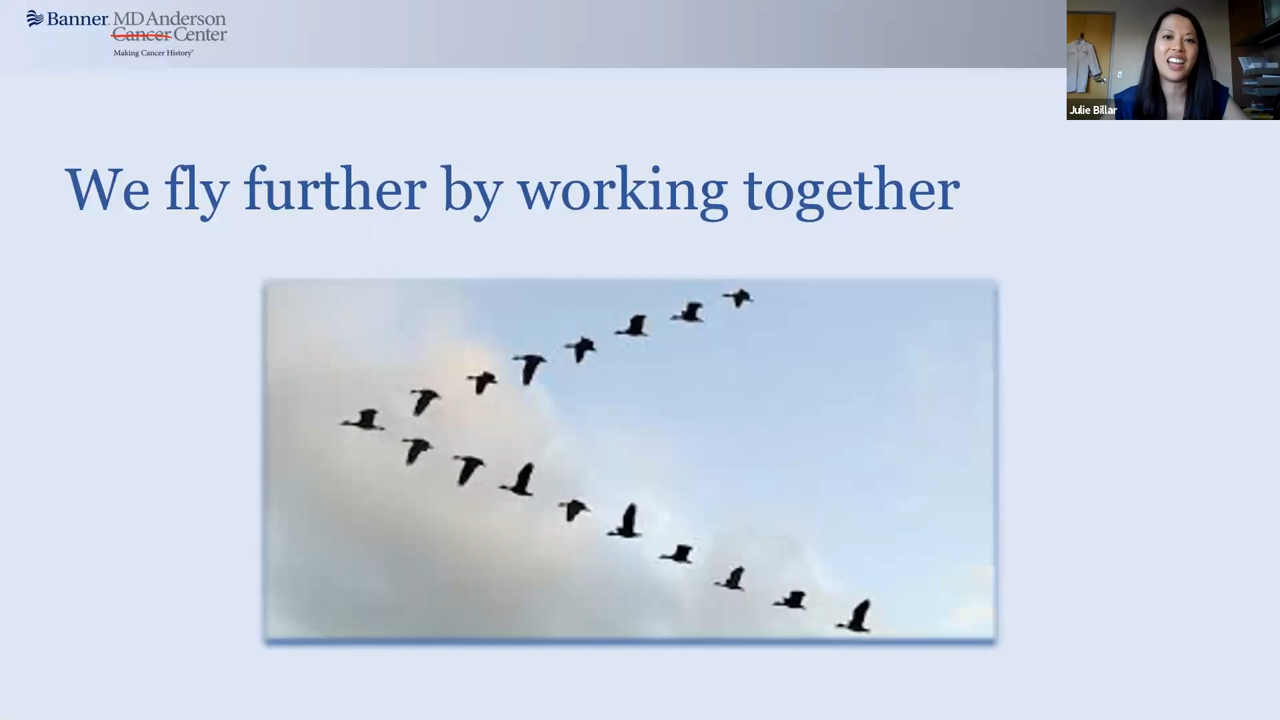 Banner MD Anderson
Cancer Center
Making Cancer History®
Julie Billar
We fly further by working together